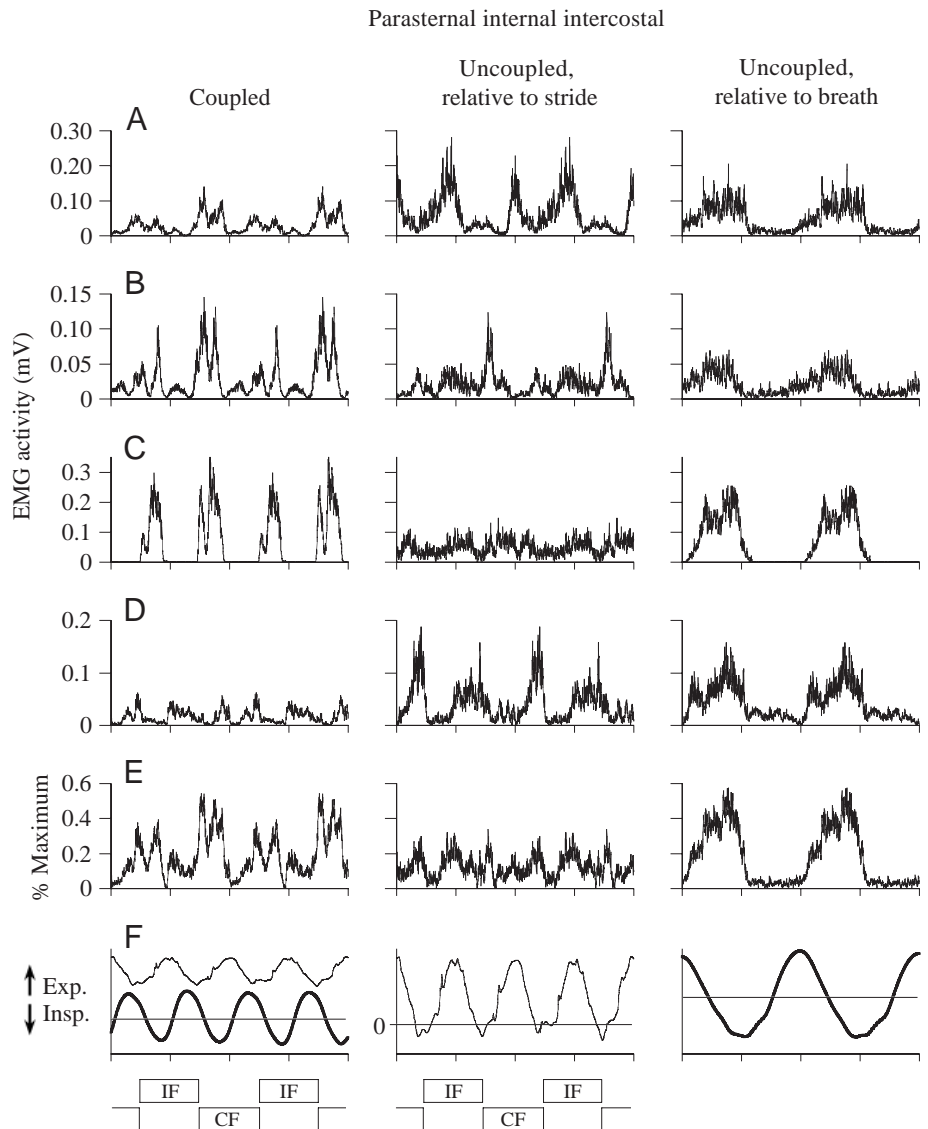 Parasternal internal intercostal
Coupled
Uncoupled,
relative to stride
Uncoupled,
relative to breath
EMG activity (mV)
A
0.30
0.20
0.10
0
B
0.15
0.10
0.05
0
C
0.3
0.2
0.1
0
D
0.2
0.1
0
% Maximum
E
0.6
0.4
0.2
0
F
Exp.
Insp.
0
IF
IF
CF
IF
IF
CF